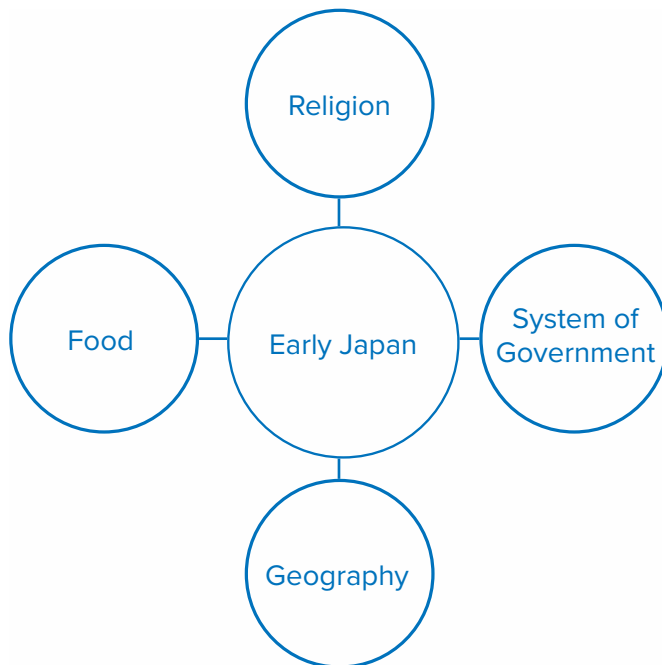 Religion
Food
Early Japan
System of
Government
Geography